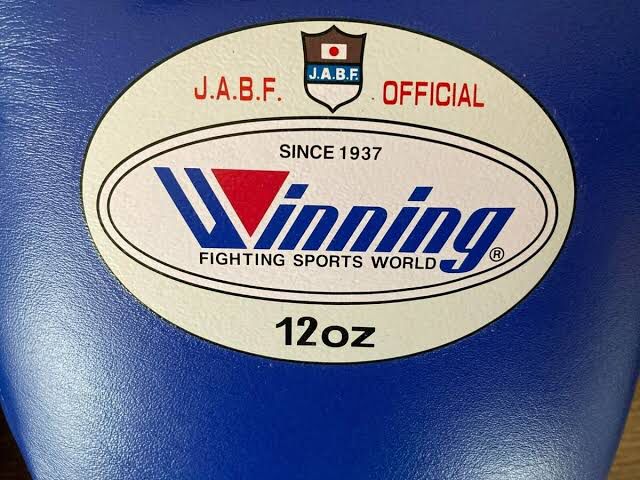 J.A.B.F.
J.A.B.F. OFFICIAL
SINCE 1937
Winning®
FIGHTING SPORTS WORLD
12oz